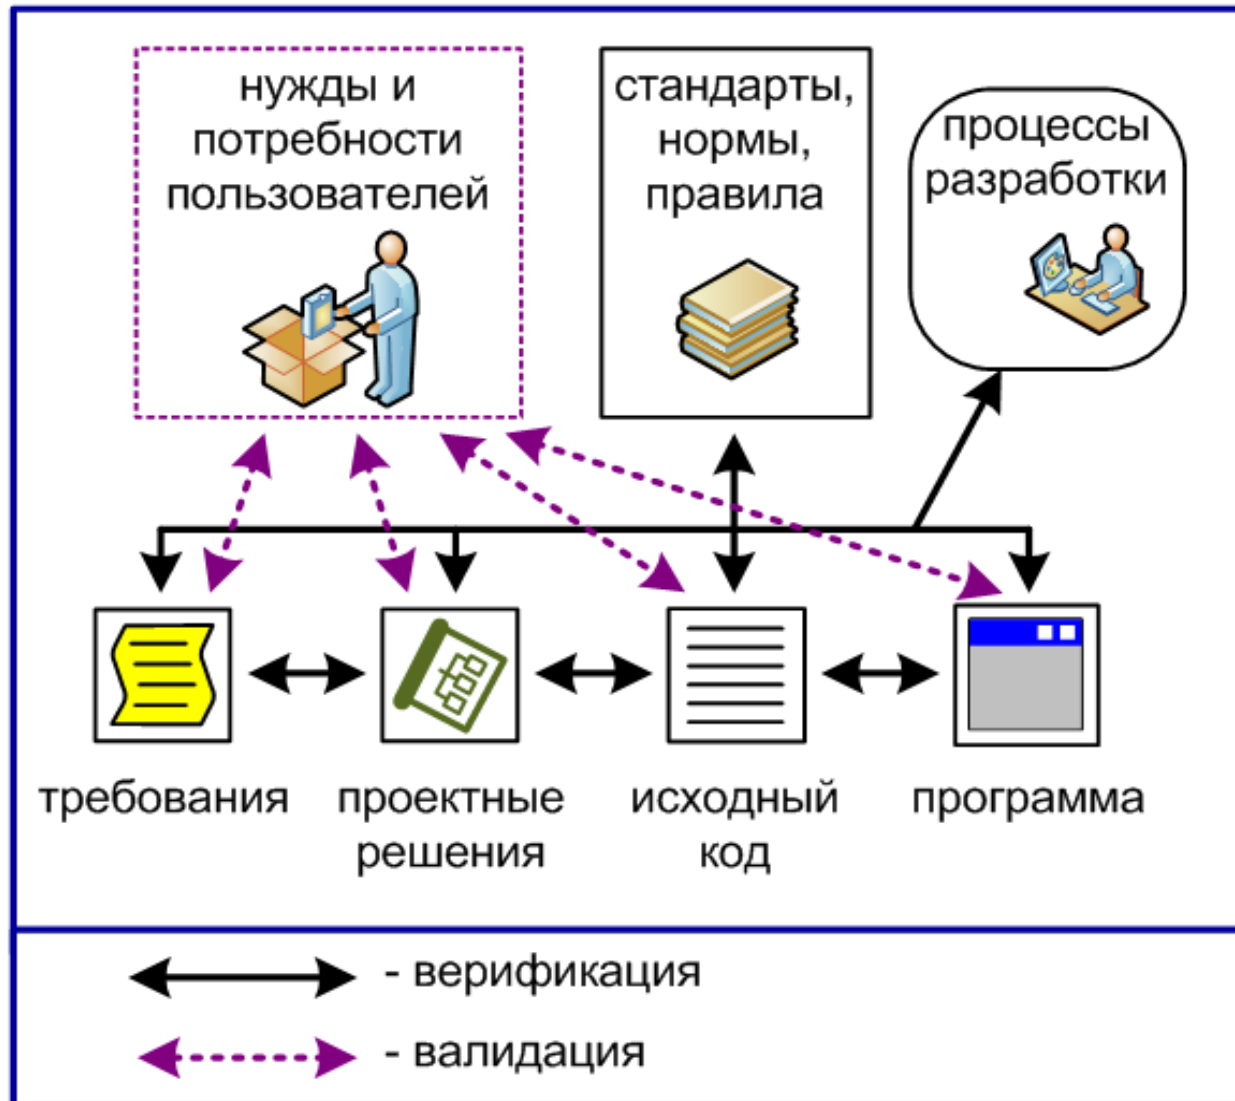 нужды и
потребности
пользователей
стандарты,
нормы,
правила
процессы
разработки
требования
проектные
решения
исходный
код
программа
- верификация
- валидация